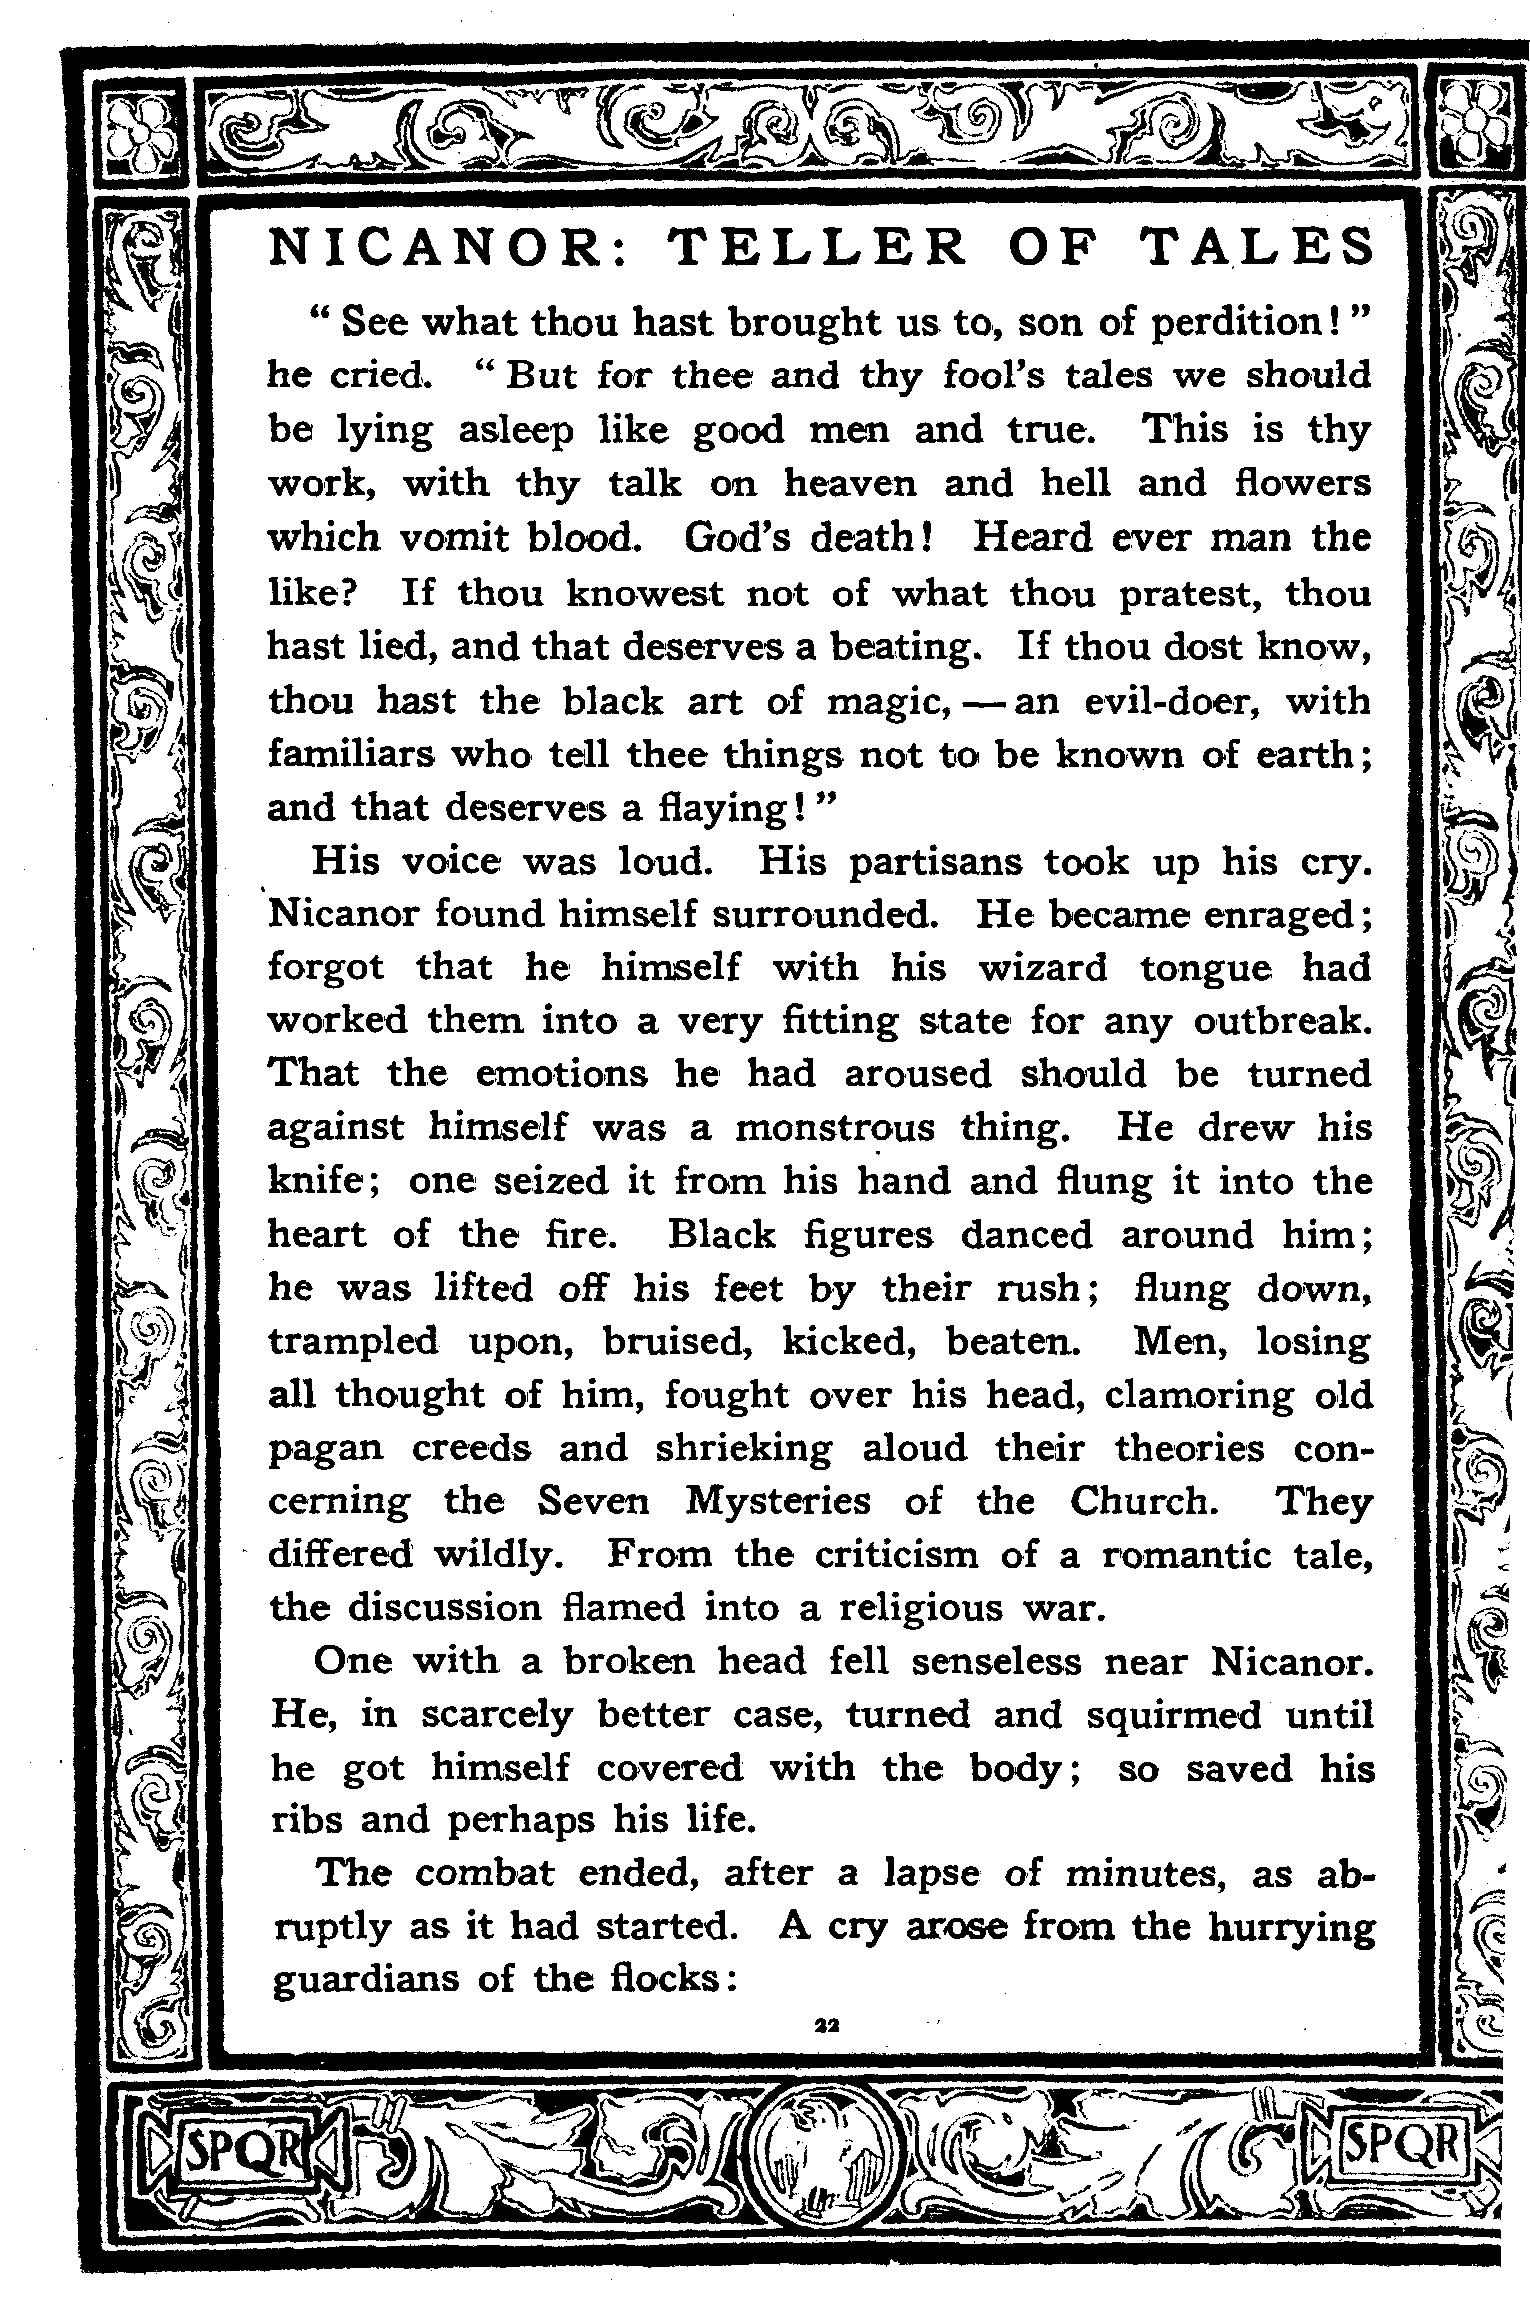 NICANOR: TELLER OF TALES
“ See what thou hast brought us to, son of perdition! ”
he cried. “ But for thee and thy fool’s tales we should
be lying asleep like good men and true. This is thy
work, with thy talk on heaven and hell and flowers
which vomit blood. God’s death! Heard ever man the
like? If thou knowest not of what thou pratest, thou
hast lied, and that deserves a beating. If thou dost know,
thou hast the black art of magic, — an evil-doer, with
familiars who tell thee things not to be known of earth;
and that deserves a flaying! ”
His voice was loud. His partisans took up his cry.
Nicanor found himself surrounded. He became enraged;
forgot that he himself with his wizard tongue had
worked them into a very fitting state for any outbreak.
That the emotions he had aroused should be turned
against himself was a monstrous thing. He drew his
knife; one seized it from his hand and flung it into the
heart of the fire. Black figures danced around him;
he was lifted off his feet by their rush; flung down,
trampled upon, bruised, kicked, beaten. Men, losing
all thought of him, fought over his head, clamoring old
pagan creeds and shrieking aloud their theories con-
cerning the Seven Mysteries of the Church. They
differed wildly. From the criticism of a romantic tale,
the discussion flamed into a religious war.
One with a broken head fell senseless near Nicanor.
He, in scarcely better case, turned and squirmed until
he got himself covered with the body; so saved his
ribs and perhaps his life.
The combat ended, after a lapse of minutes, as ab-
ruptly as it had started. A cry arose from the hurrying
guardians of the flocks:
22
SPQR SPQR